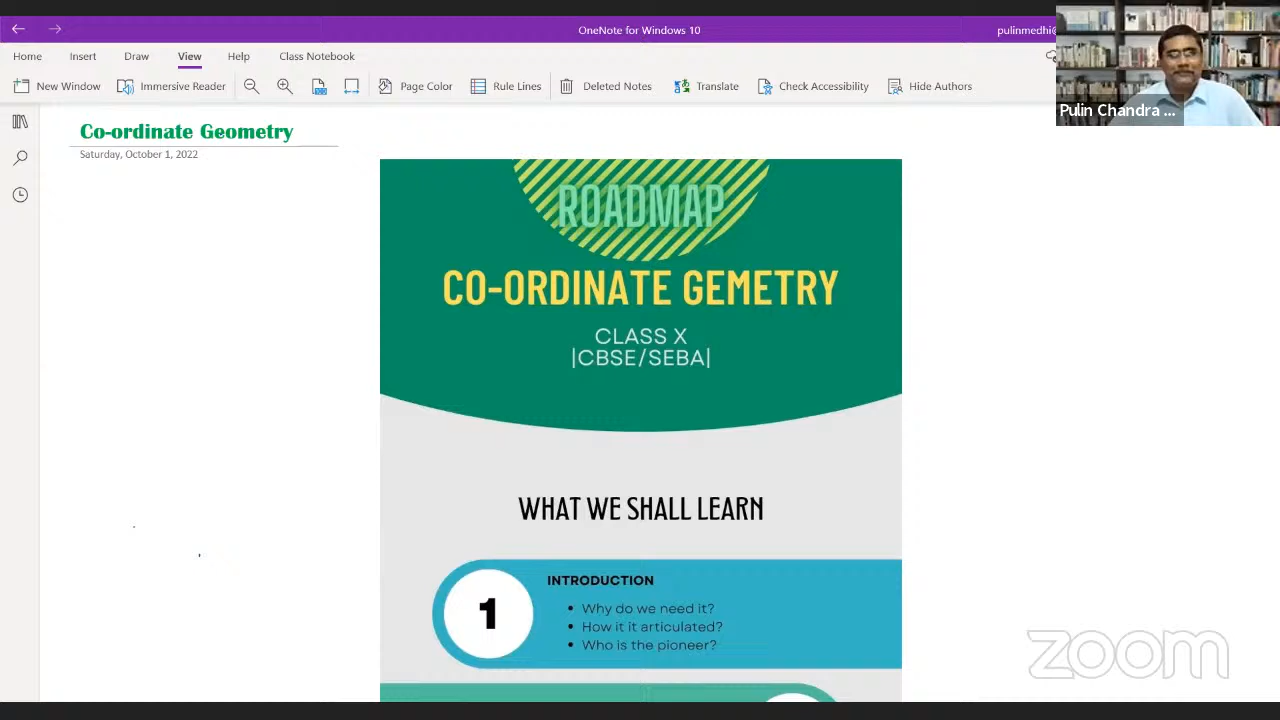 OneNote for Windows 10
pulinmedhi@
Home Insert Draw View Help Class Notebook
New Window Immersive Reader Page Color Rule Lines Deleted Notes Translate Check Accessibility Hide Authors
Pulin Chandra ...
Co-ordinate Geometry
Saturday, October 1, 2022
ROADMAP
CO-ORDINATE GEMETRY
CLASS X
|CBSE/SEBA|
WHAT WE SHALL LEARN
1
INTRODUCTION
• Why do we need it?
• How it it articulated?
• Who is the pioneer?
zoom